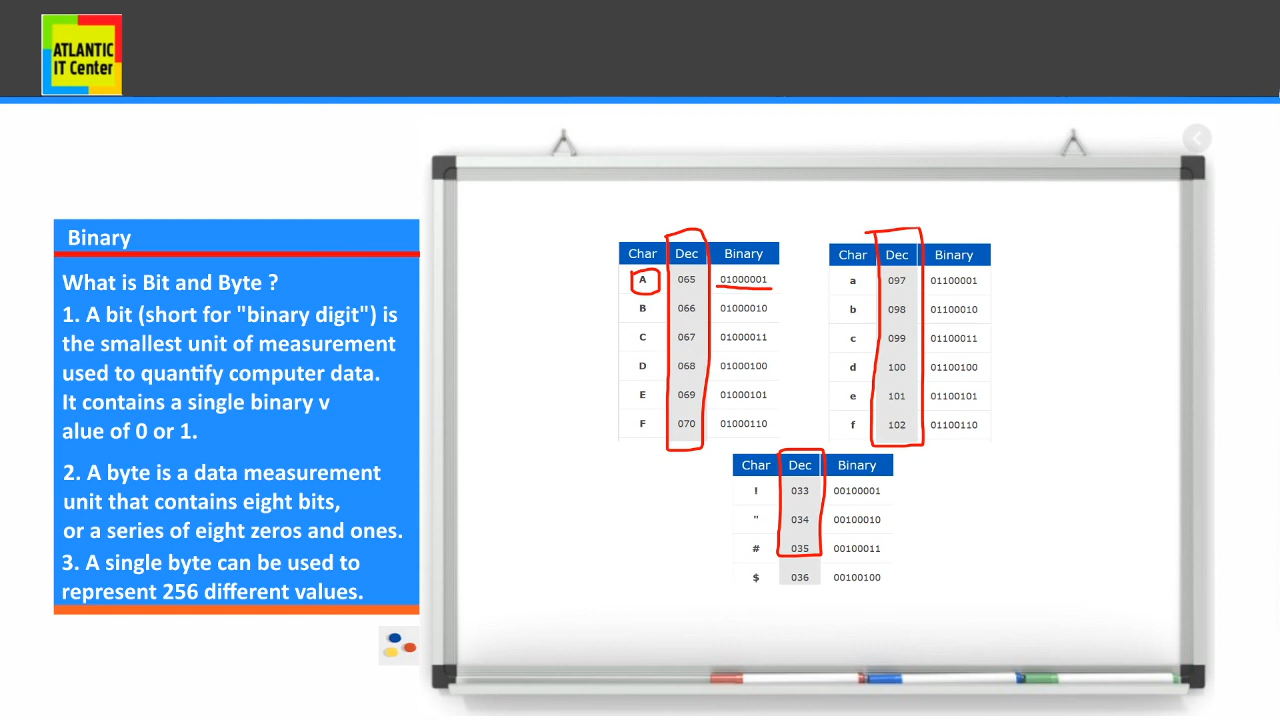 ATLANTIC
IT Center
Binary
What is Bit and Byte ?
1. A bit (short for "binary digit") is
the smallest unit of measurement
used to quantify computer data.
It contains a single binary v
alue of 0 or 1.
2. A byte is a data measurement
unit that contains eight bits,
or a series of eight zeros and ones.
3. A single byte can be used to
represent 256 different values.
Char Dec Binary
A 065 01000001
B 066 01000010
C 067 01000011
D 068 01000100
E 069 01000101
F 070 01000110
Char Dec Binary
a 097 01100001
b 098 01100010
c 099 01100011
d 100 01100100
e 101 01100101
f 102 01100110
Char Dec Binary
! 033 00100001
" 034 00100010
# 035 00100011
$ 036 00100100